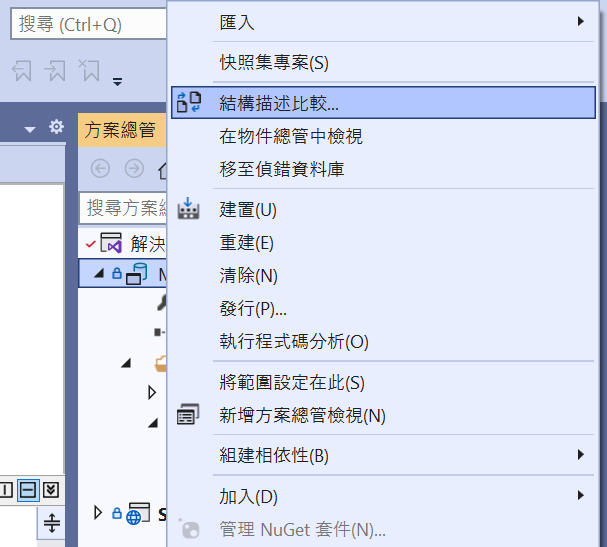 搜尋 (Ctrl+Q)
匯入
快照集專案(S)
結構描述比較...
在物件總管中檢視
移至偵錯資料庫
方案總管
搜尋方案總
建置(U)
解決
重建(E)
清除(N)
發行(P)...
執行程式碼分析(O)
將範圍設定在此(S)
新增方案總管檢視(N)
組建相依性(B)
加入(D)
S
管理 NuGet 套件(N)...